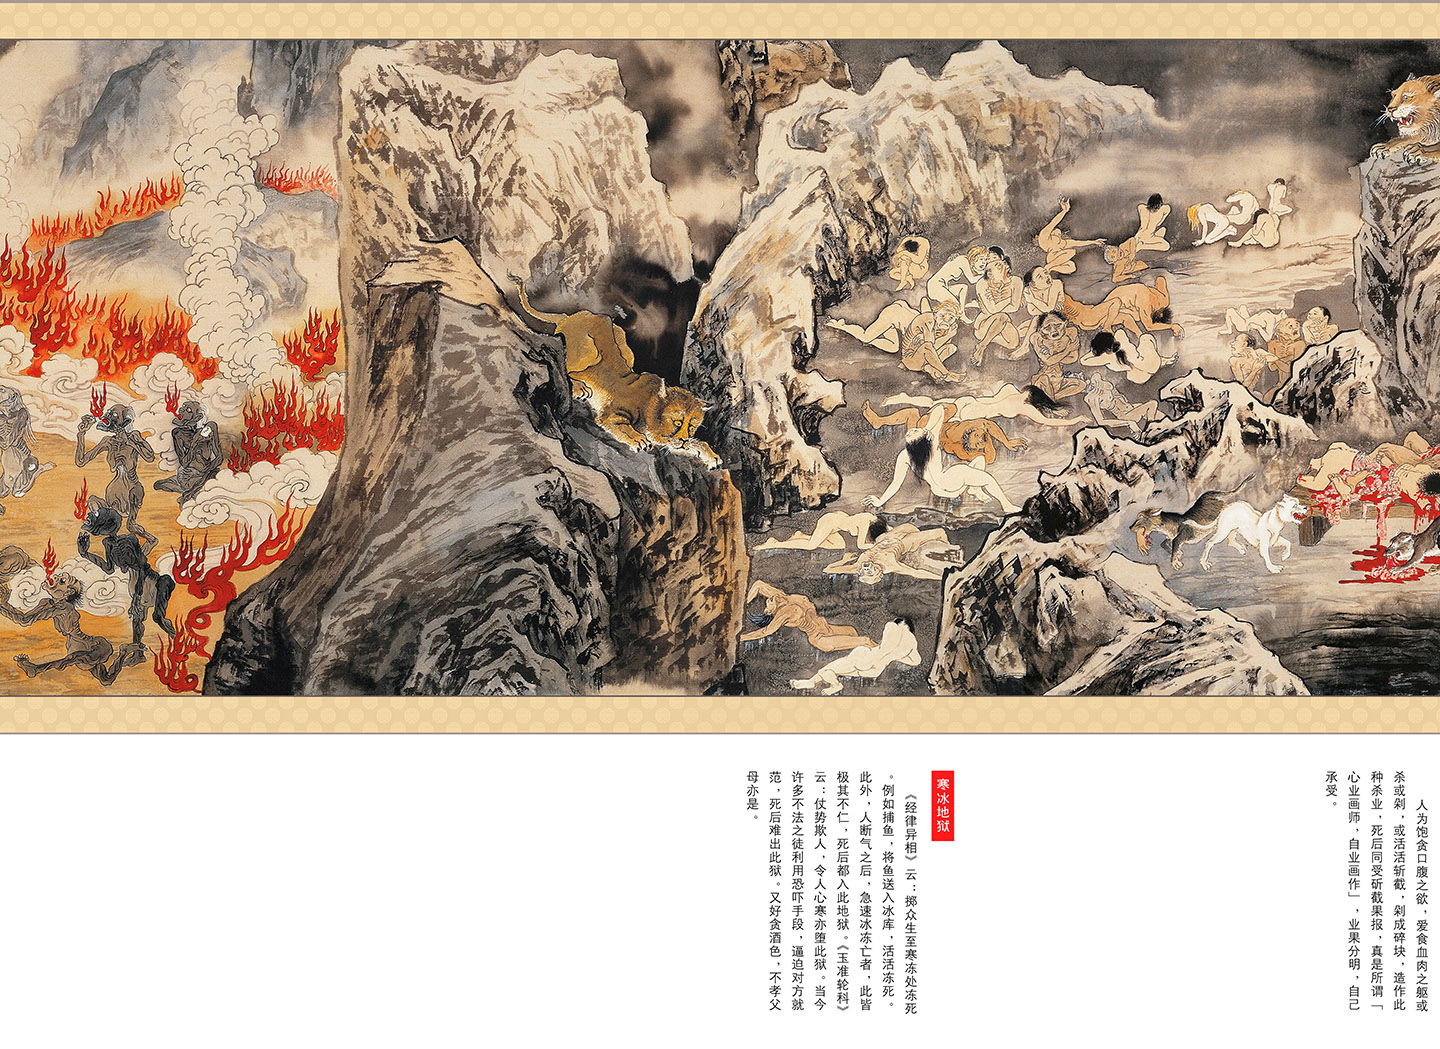 人为饱贪口腹之欲，爱食血肉之躯或
杀或剁，或活活斩截，剁成碎块，造作此
种杀业，死后同受斫截果报，真是所谓「
心业画师，自业画作」，业果分明，自己
承受。
寒冰地狱
《经律异相》云：掷众生至寒冻处冻死
。例如捕鱼，将鱼送入冰库，活活冻死。
此外，人断气之后，急速冰冻亡者，此皆
极其不仁，死后都入此地狱。《玉准轮科》
云：仗势欺人，令人心寒亦堕此狱。当今
许多不法之徒利用恐吓手段，逼迫对方就
范，死后难出此狱。又好贪酒色，不孝父
母亦是。